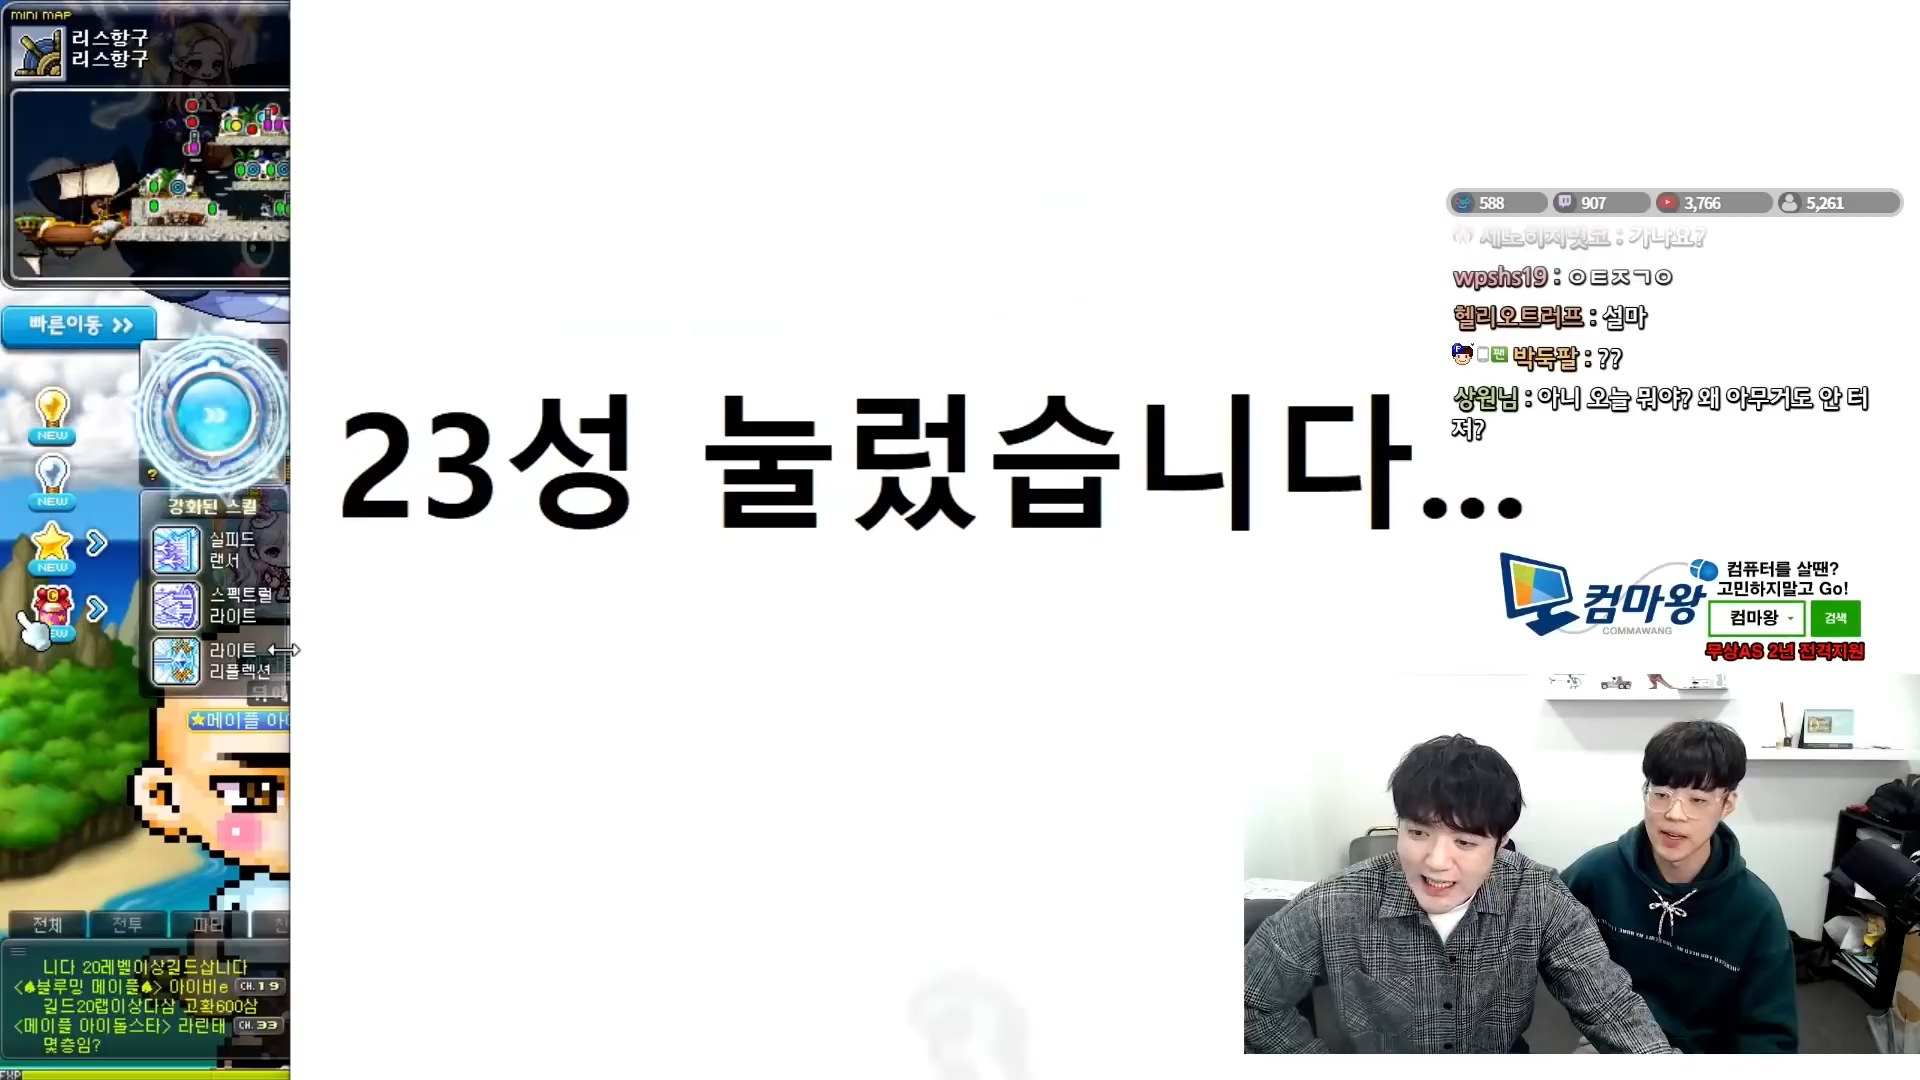 MINI MAP
리스항구
리스항구
빠른이동
NEW
NEW
NEW
강화된 스킬
실피드
랜서
스펙트럴
라이트
라이트
리플렉션
★메이플 아이
전체
전투
파티
니다 20레벨이상길드삽니다
<♠블루밍 메이플♠> 아이비e CH.19
길드20랩이상다삼 고확600삼
<메이플 아이돌스타> 라린태 CH.33
몇층임?
EXP
23성 눌렀습니다...
588 907 3,766 5,261
: 가나요?
wpshs19 : ㅇㅌㅈㄱㅇ
헬리오트러프 : 설마
팬 박둑팔 : ??
상원님 : 아니 오늘 뭐야? 왜 아무거도 안 터
져?
컴마왕
COMMAWANG
컴퓨터를 살땐?
고민하지말고 Go!
컴마왕 검색
무상AS 2년 전격지원